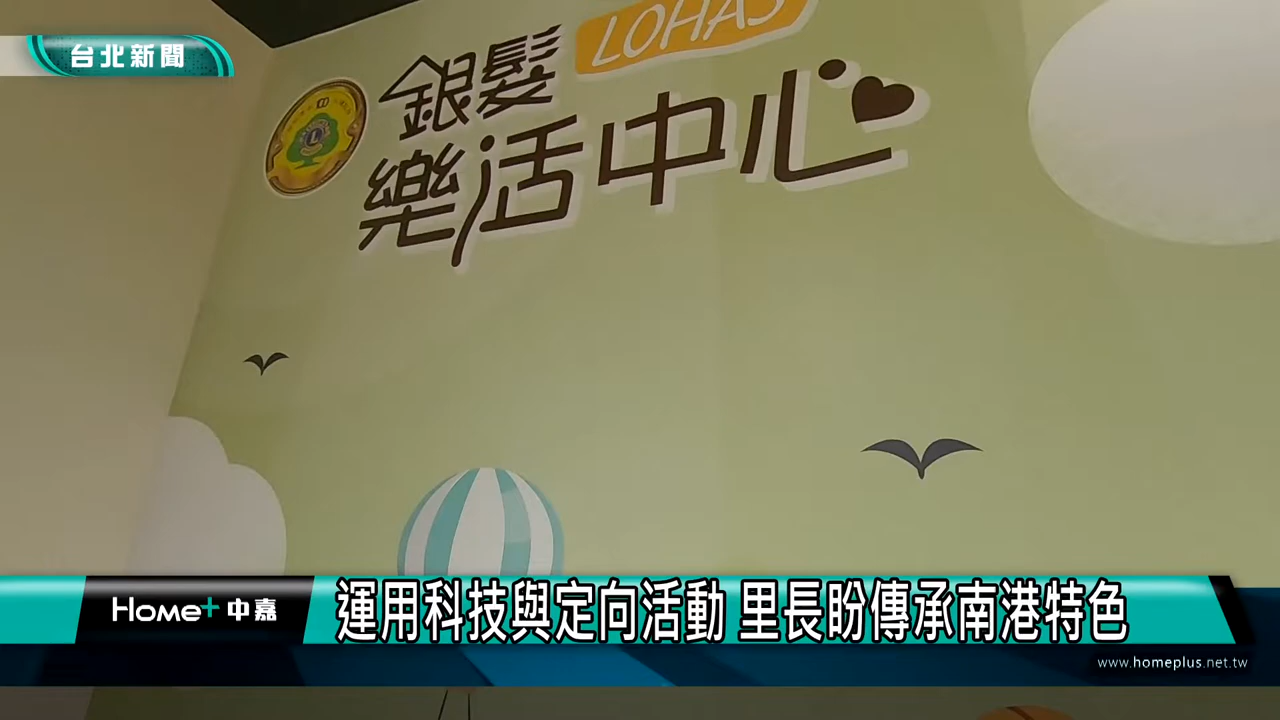 台北新聞
LOHAS
銀髮
樂活中心
L
運用科技與定向活動 里長盼傳承南港特色
Home+ 中嘉
www.homeplus.net.tw